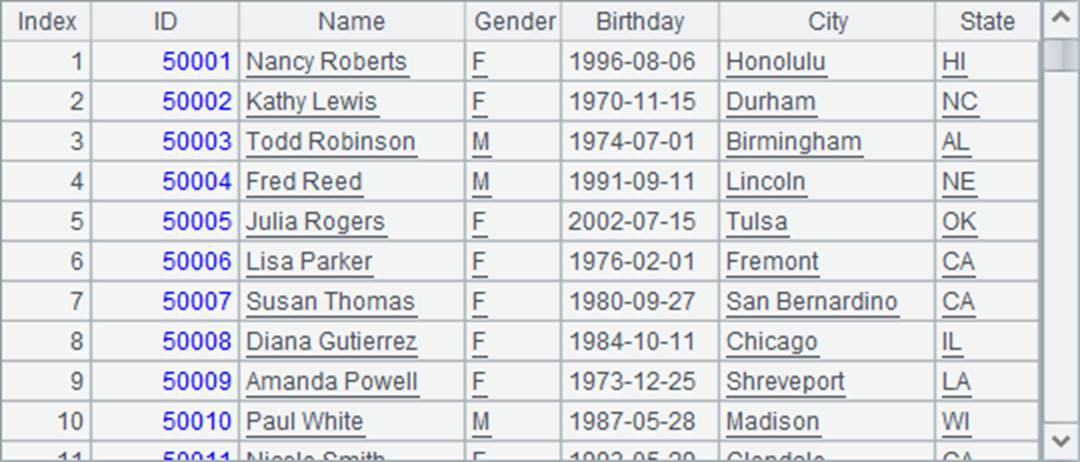 Index ID Name Gender Birthday City State
1 50001 Nancy Roberts F 1996-08-06 Honolulu HI
2 50002 Kathy Lewis F 1970-11-15 Durham NC
3 50003 Todd Robinson M 1974-07-01 Birmingham AL
4 50004 Fred Reed M 1991-09-11 Lincoln NE
5 50005 Julia Rogers F 2002-07-15 Tulsa OK
6 50006 Lisa Parker F 1976-02-01 Fremont CA
7 50007 Susan Thomas F 1980-09-27 San Bernardino CA
8 50008 Diana Gutierrez F 1984-10-11 Chicago IL
9 50009 Amanda Powell F 1973-12-25 Shreveport LA
10 50010 Paul White M 1987-05-28 Madison WI
11 50011 Nicole Smith Glendale CA